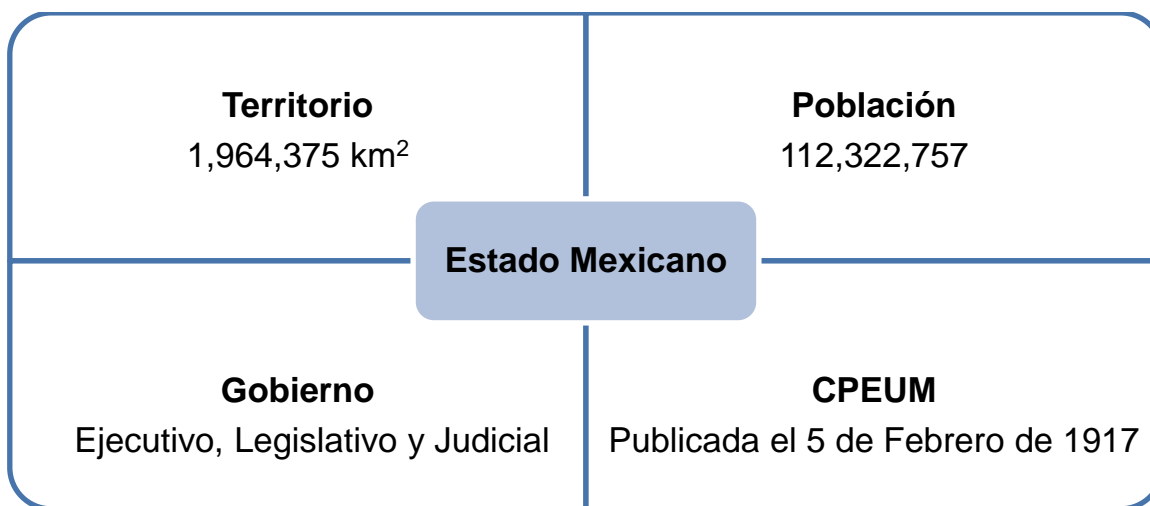 Territorio
1,964,375 km²
Población
112,322,757
Estado Mexicano
Gobierno
Ejecutivo, Legislativo y Judicial
CPEUM
Publicada el 5 de Febrero de 1917